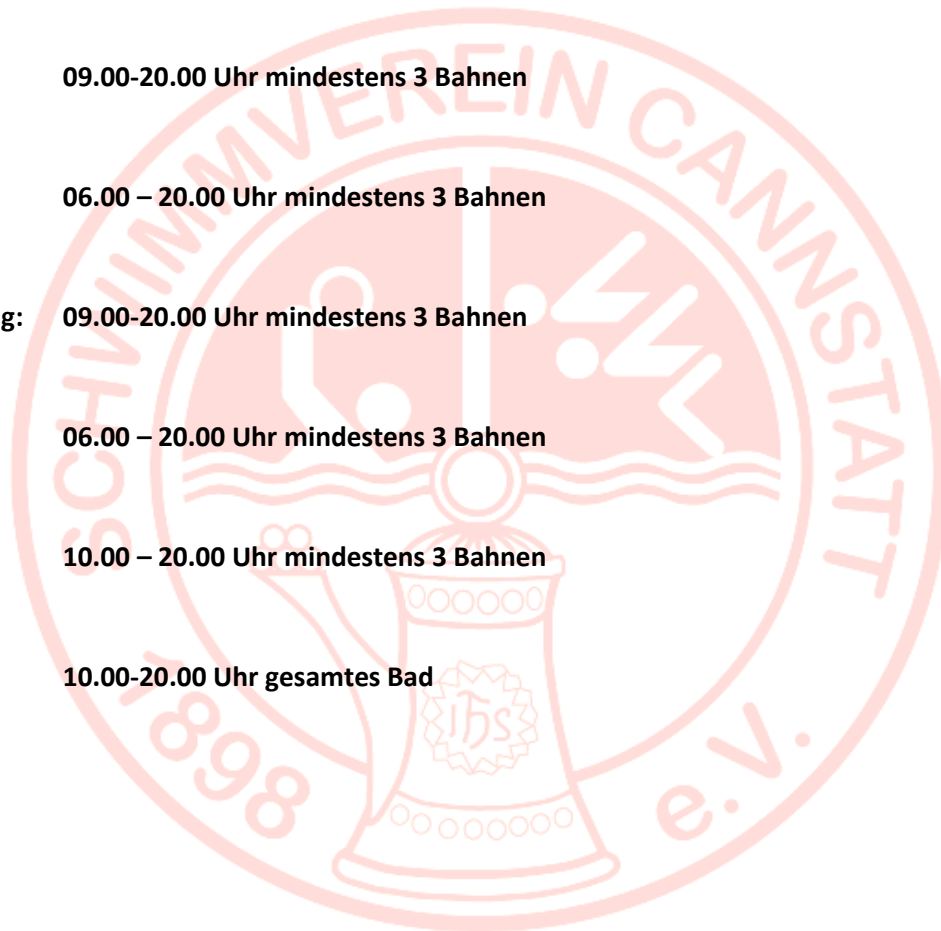 SCHWIMMVEREIN CANNSTATT
09.00-20.00 Uhr mindestens 3 Bahnen
06.00 – 20.00 Uhr mindestens 3 Bahnen
g: 09.00-20.00 Uhr mindestens 3 Bahnen
06.00 – 20.00 Uhr mindestens 3 Bahnen
10.00 – 20.00 Uhr mindestens 3 Bahnen
10.00-20.00 Uhr gesamtes Bad
ihs
1898
e.V.